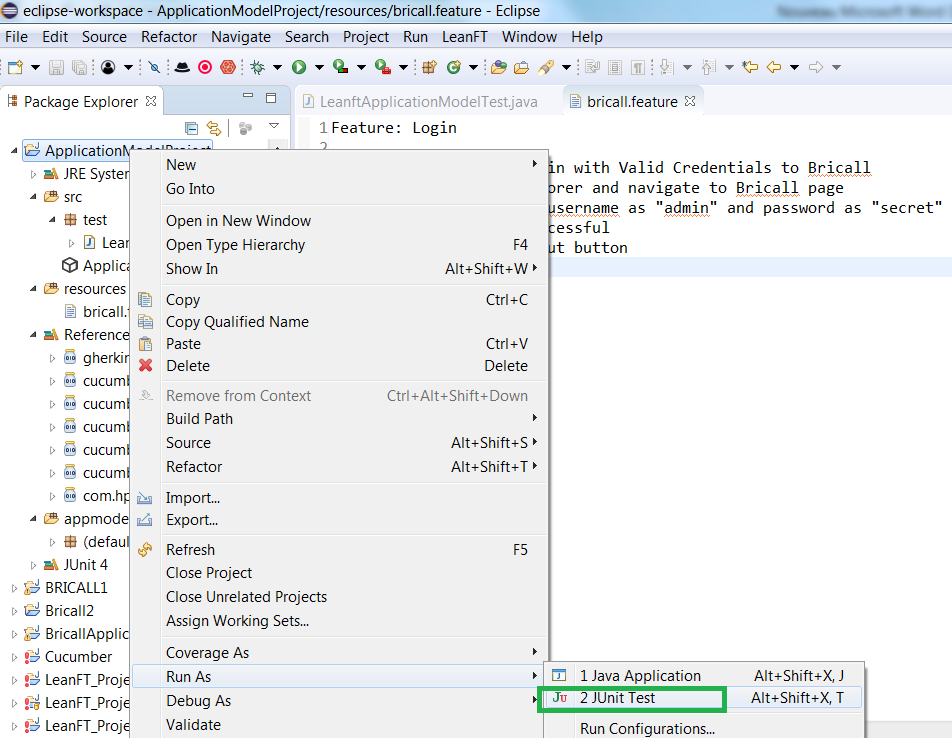 eclipse-workspace - ApplicationModelProject/resources/bricall.feature - Eclipse
File Edit Source Refactor Navigate Search Project Run LeanFT Window Help
Package Explorer
LeanftApplicationModelTest.java
bricall.feature
ApplicationModelProject
JRE System
src
test
Lean
Applica
resources
bricall.f
Reference
gherkin
cucumb
cucumb
cucumb
cucumb
cucumb
com.hp
appmode
(defaul
JUnit 4
BRICALL1
Bricall2
BricallApplic
Cucumber
LeanFT_Proje
LeanFT_Proje
LeanFT_Proje
1 Feature: Login
2
in with Valid Credentials to Bricall
orer and navigate to Bricall page
username as "admin" and password as "secret"
cessful
ut button
New
Go Into
Open in New Window
Open Type Hierarchy F4
Show In Alt+Shift+W
Copy Ctrl+C
Copy Qualified Name
Paste Ctrl+V
Delete Delete
Remove from Context Ctrl+Alt+Shift+Down
Build Path
Source Alt+Shift+S
Refactor Alt+Shift+T
Import...
Export...
Refresh F5
Close Project
Close Unrelated Projects
Assign Working Sets...
Coverage As
Run As
Debug As
Validate
1 Java Application Alt+Shift+X, J
2 JUnit Test Alt+Shift+X, T
Run Configurations...